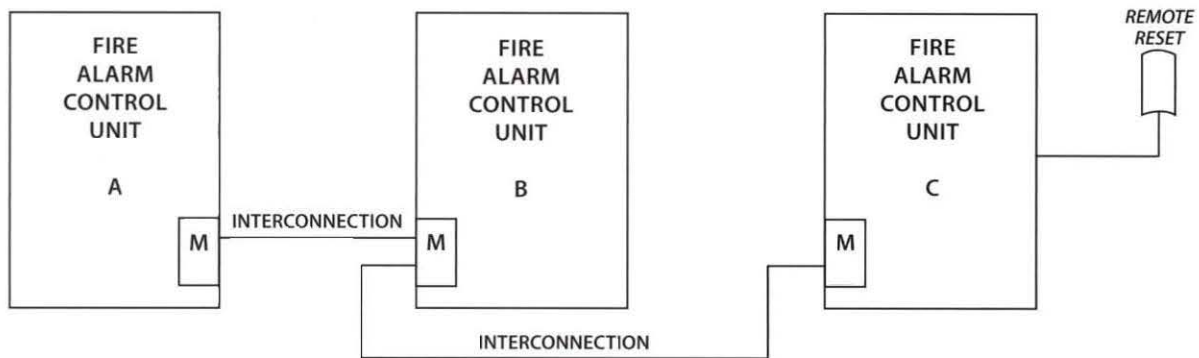 FIRE
ALARM
CONTROL
UNIT
A
M
INTERCONNECTION
FIRE
ALARM
CONTROL
UNIT
B
M
INTERCONNECTION
FIRE
ALARM
CONTROL
UNIT
C
M
REMOTE
RESET